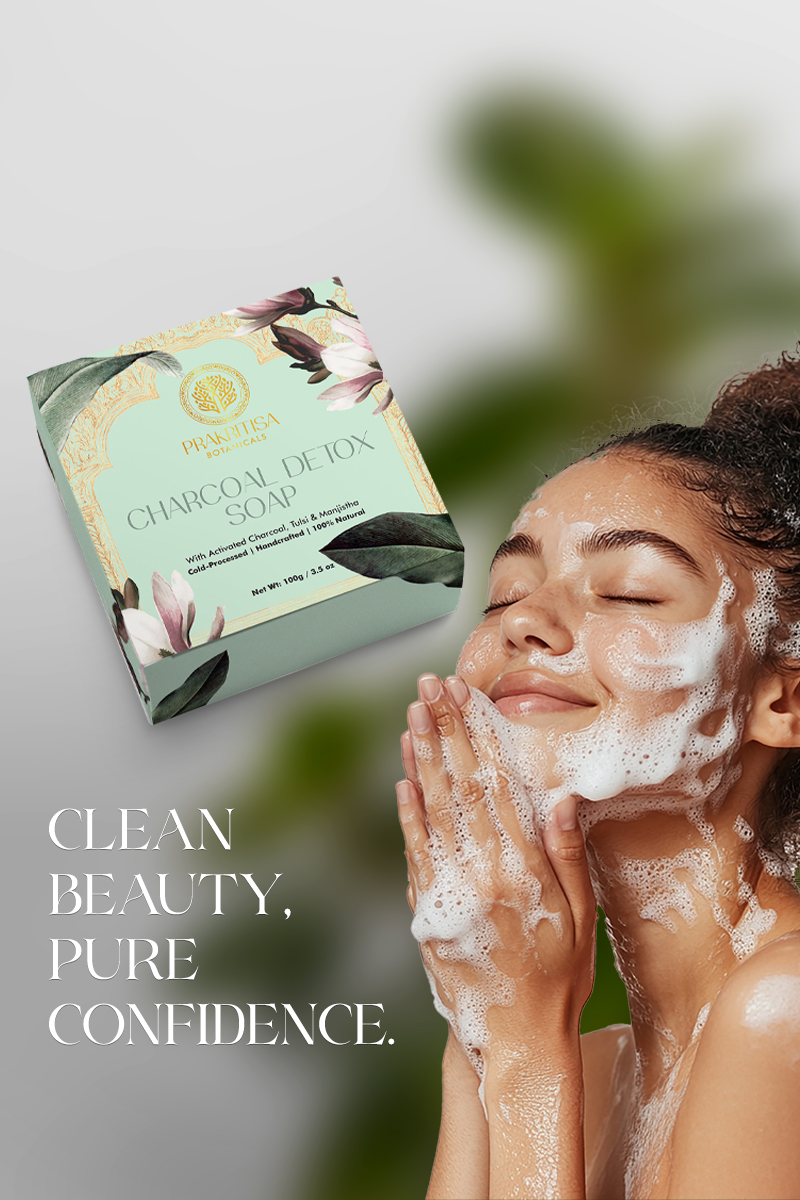 PRAKRITISA
BOTANICALS
CHARCOAL DETOX
SOAP
With Activated Charcoal, Tulsi & Manjistha
Cold-Processed | Handcrafted | 100% Natural
Net Wt: 100g / 3.5 oz
CLEAN
BEAUTY,
PURE
CONFIDENCE.